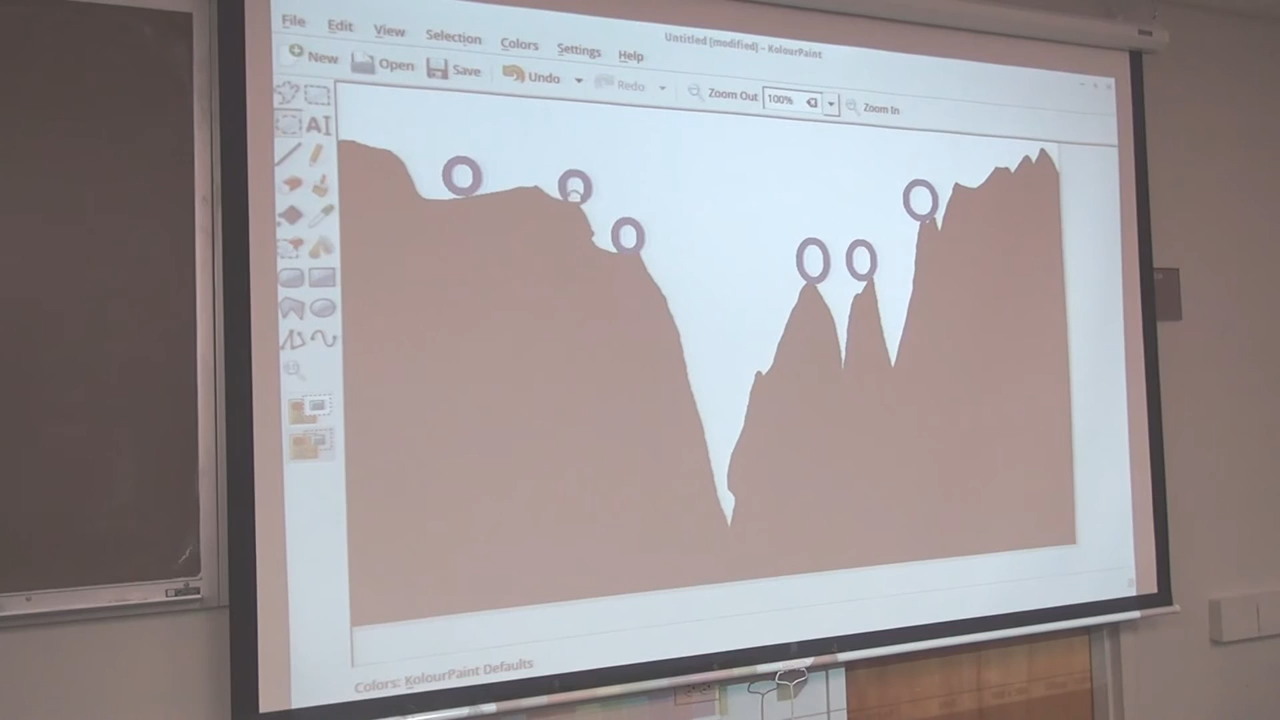 Untitled [modified] - KolourPaint
File Edit View Selection Colors Settings Help
New Open Save Undo Redo Zoom Out 100% Zoom In
AI
Colors: KolourPaint Defaults